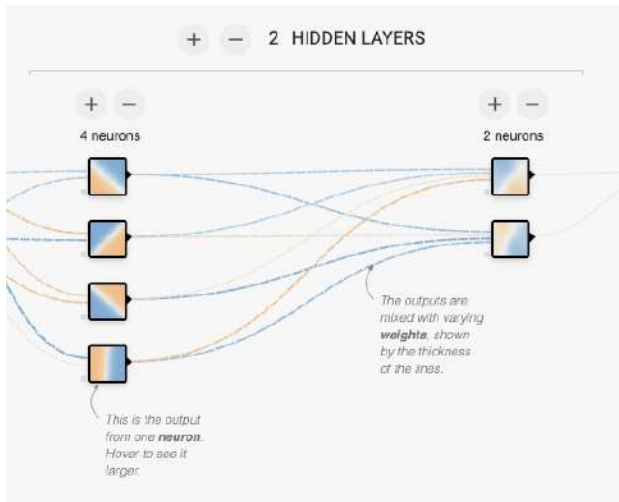 + − 2 HIDDEN LAYERS
+ − + −
4 neurons 2 neurons
The outputs are
mixed with varying
weights, shown
by the thickness
of the lines.
This is the output
from one neuron.
Hover to see it
larger.